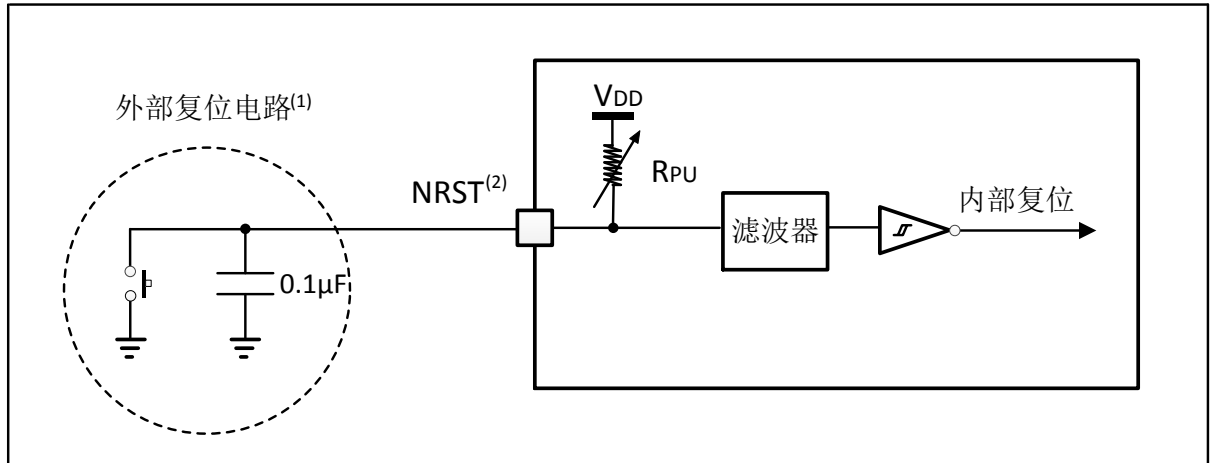 外部复位电路(1)
VDD
RPU
NRST(2)
滤波器
内部复位
0.1μF